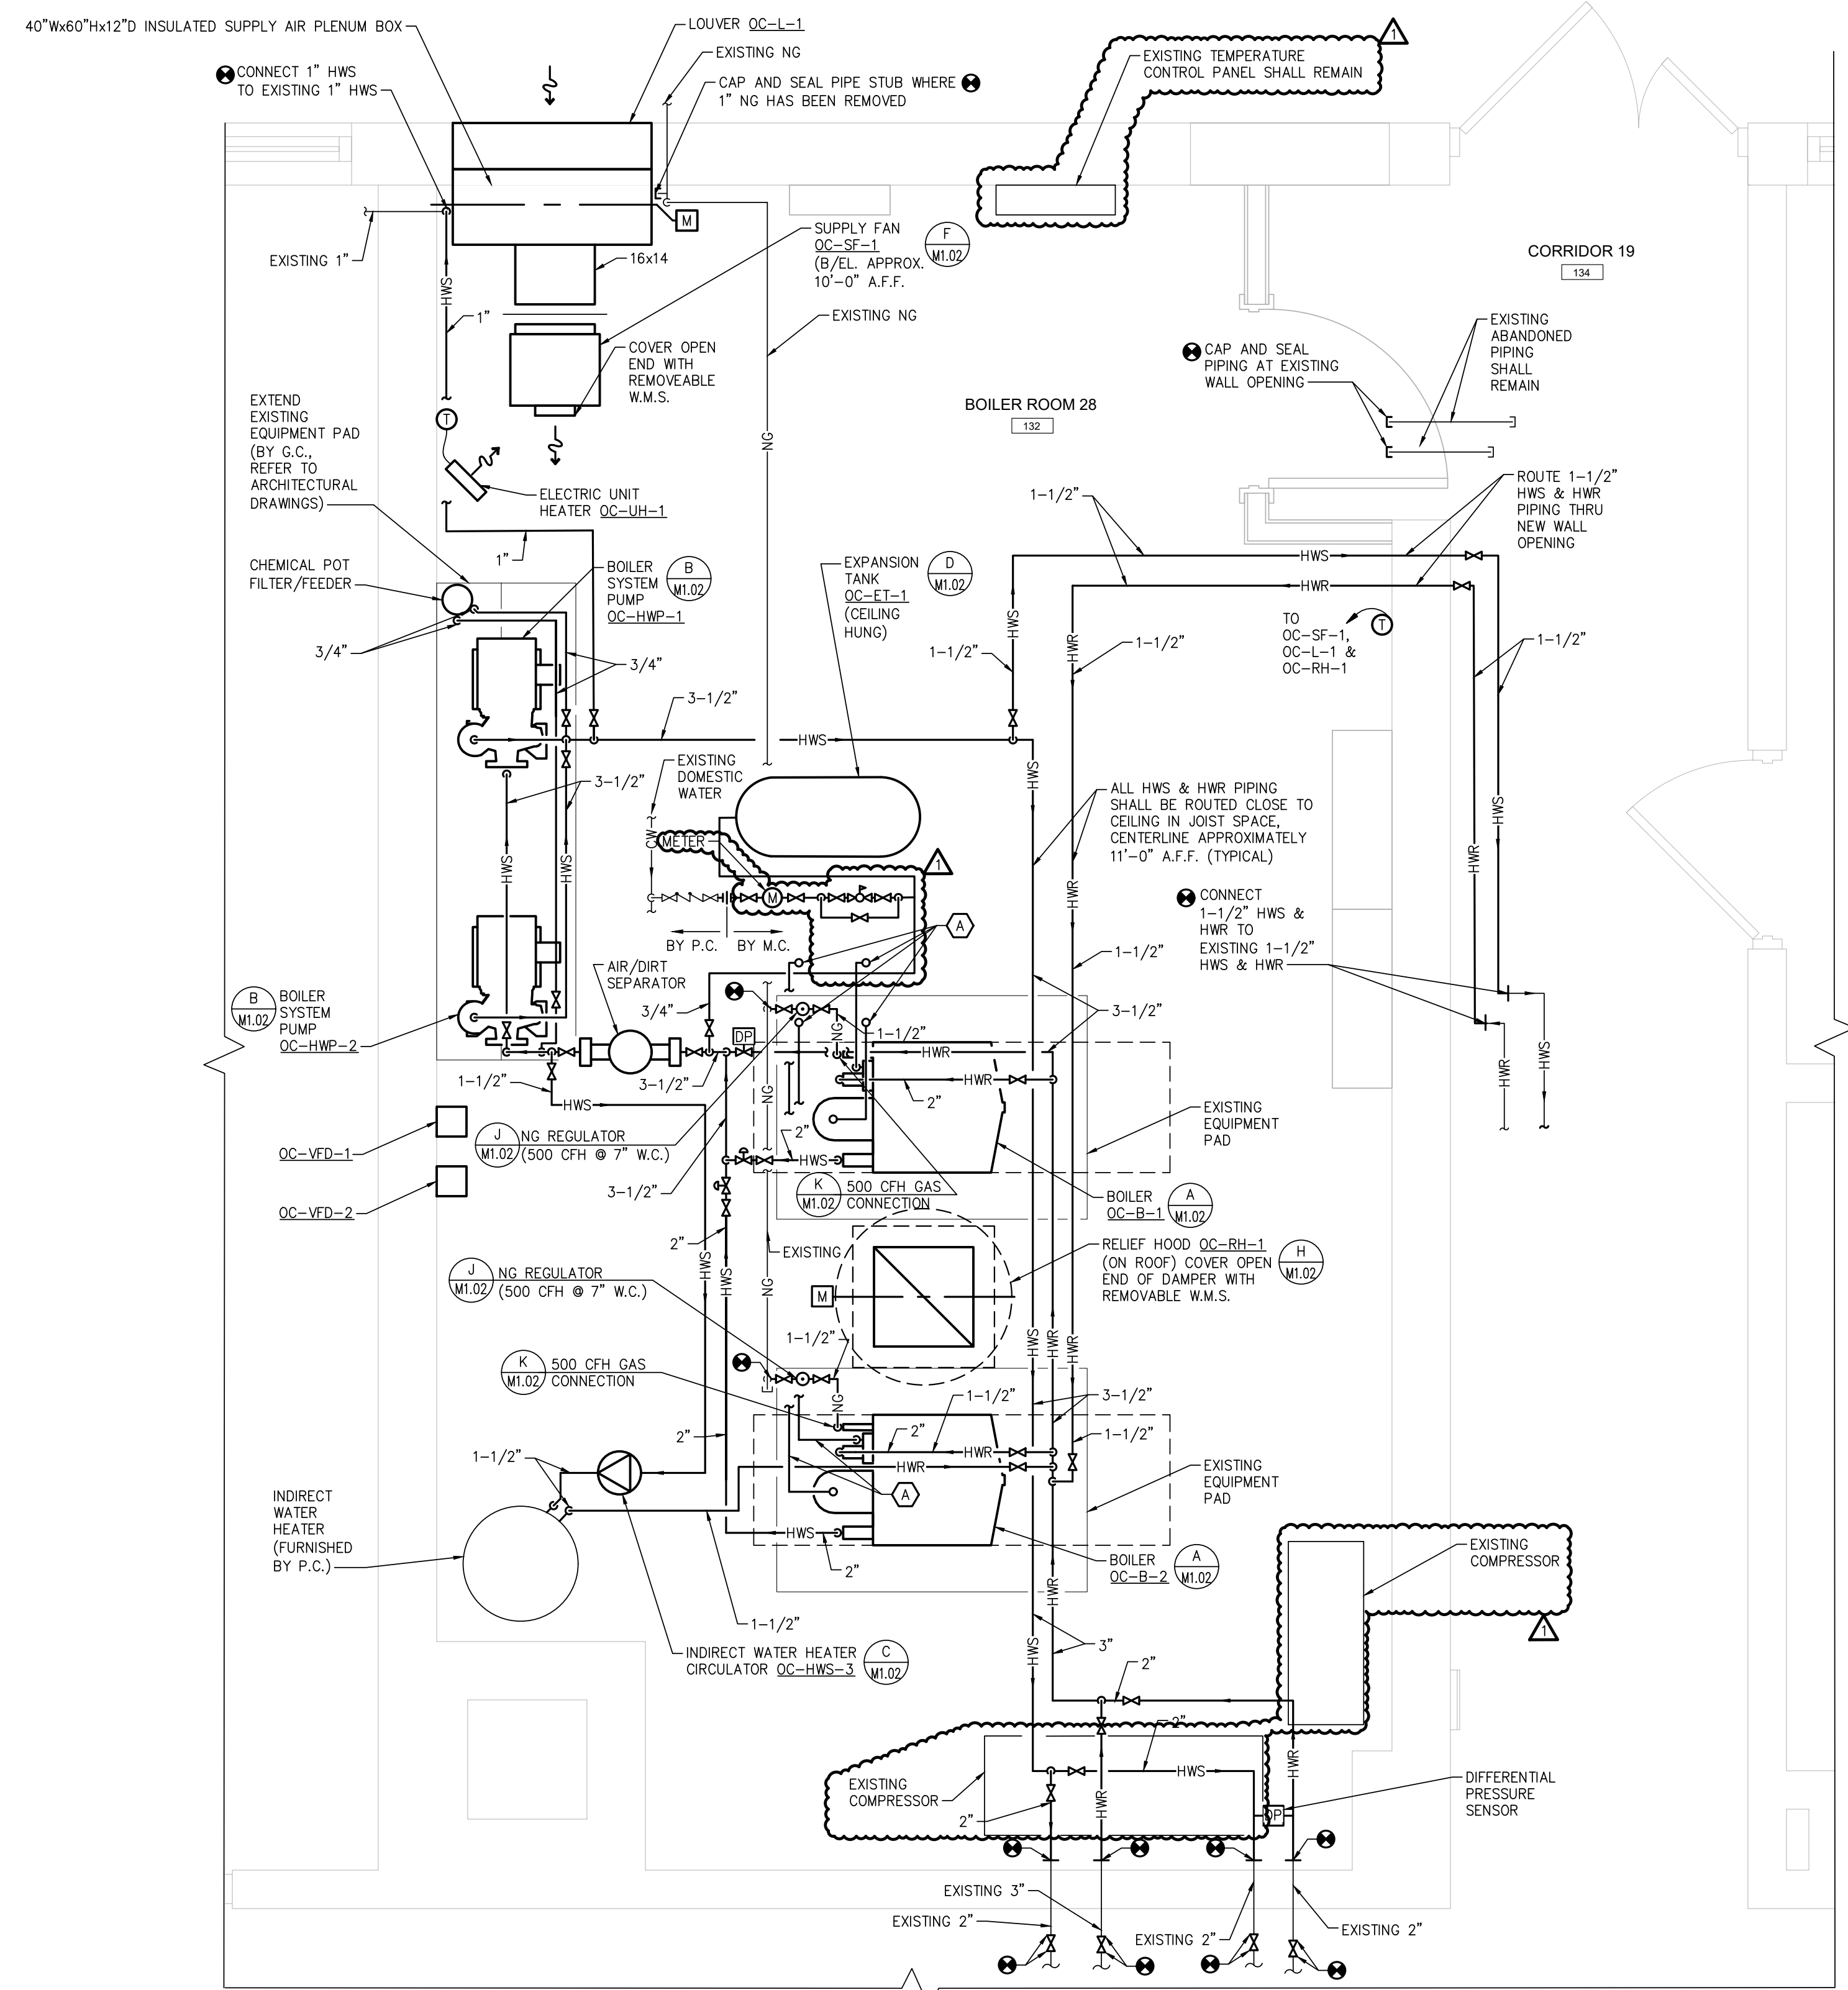 40"Wx60"Hx12"D INSULATED SUPPLY AIR PLENUM BOX
LOUVER OC-L-1
EXISTING NG
CONNECT 1" HWS
TO EXISTING 1" HWS
CAP AND SEAL PIPE STUB WHERE
1" NG HAS BEEN REMOVED
EXISTING TEMPERATURE
CONTROL PANEL SHALL REMAIN
1
M
EXISTING 1"
16x14
SUPPLY FAN
OC-SF-1
(B/EL. APPROX.
10'-0" A.F.F.
F
M1.02
CORRIDOR 19
134
HWS
1"
EXISTING NG
COVER OPEN
END WITH
REMOVEABLE
W.M.S.
EXISTING
ABANDONED
PIPING
SHALL
REMAIN
CAP AND SEAL
PIPING AT EXISTING
WALL OPENING
BOILER ROOM 28
132
EXTEND
EXISTING
EQUIPMENT PAD
(BY G.C.,
REFER TO
ARCHITECTURAL
DRAWINGS)
T
NG
ELECTRIC UNIT
HEATER OC-UH-1
1-1/2"
ROUTE 1-1/2"
HWS & HWR
PIPING THRU
NEW WALL
OPENING
1"
HWS
HWR
CHEMICAL POT
FILTER/FEEDER
BOILER
SYSTEM
PUMP
OC-HWP-1
B
M1.02
EXPANSION
TANK
OC-ET-1
(CEILING
HUNG)
D
M1.02
TO
OC-SF-1,
OC-L-1 &
OC-RH-1
T
HWS
HWR
1-1/2"
1-1/2"
1-1/2"
3/4"
3/4"
3-1/2"
HWS
EXISTING
DOMESTIC
WATER
3-1/2"
HWS
ALL HWS & HWR PIPING
SHALL BE ROUTED CLOSE TO
CEILING IN JOIST SPACE,
CENTERLINE APPROXIMATELY
11'-0" A.F.F. (TYPICAL)
HWS
HWR
CW
METER
M
1
HWS
HWS
HWR
BY P.C.
BY M.C.
A
CONNECT
1-1/2" HWS &
HWR TO
EXISTING 1-1/2"
HWS & HWR
1-1/2"
AIR/DIRT
SEPARATOR
B
M1.02
BOILER
SYSTEM
PUMP
OC-HWP-2
3/4"
DP
NG
1-1/2"
3-1/2"
HWR
HWR
HWS
1-1/2"
3-1/2"
HWR
2"
HWS
NG
OC-VFD-1
J
M1.02
NG REGULATOR
(500 CFH @ 7" W.C.)
2"
HWS
EXISTING
EQUIPMENT
PAD
3-1/2"
K
M1.02
500 CFH GAS
CONNECTION
BOILER
OC-B-1
A
M1.02
OC-VFD-2
2"
EXISTING
RELIEF HOOD OC-RH-1
(ON ROOF) COVER OPEN
END OF DAMPER WITH
REMOVABLE W.M.S.
H
M1.02
J
M1.02
NG REGULATOR
(500 CFH @ 7" W.C.)
HWS
HWS
NG
M
1-1/2"
HWS
HWR
HWR
K
M1.02
500 CFH GAS
CONNECTION
NG
1-1/2"
3-1/2"
2"
2"
1-1/2"
HWR
HWR
1-1/2"
A
EXISTING
EQUIPMENT
PAD
INDIRECT
WATER
HEATER
(FURNISHED
BY P.C.)
HWS
2"
BOILER
OC-B-2
A
M1.02
EXISTING
COMPRESSOR
HWR
1-1/2"
1
INDIRECT WATER HEATER
CIRCULATOR OC-HWS-3
C
M1.02
HWS
3"
2"
2"
HWS
HWR
HWR
EXISTING
COMPRESSOR
2"
DP
DIFFERENTIAL
PRESSURE
SENSOR
EXISTING 3"
EXISTING 2"
EXISTING 2"
EXISTING 2"